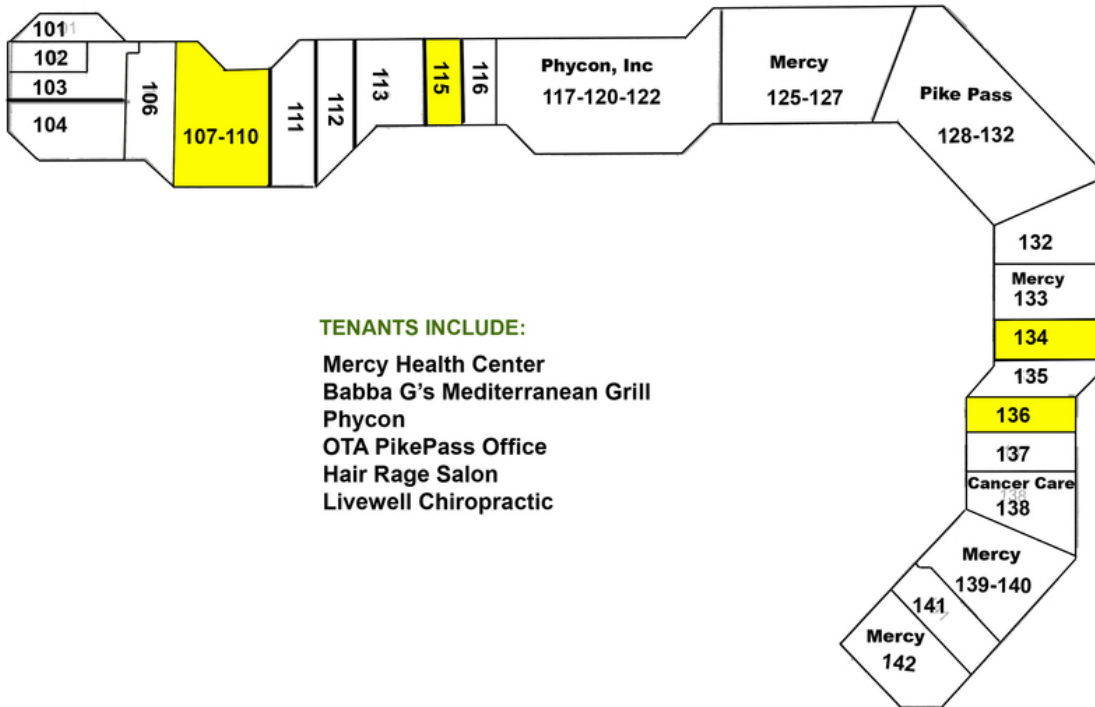 101
102
103
104
106
107-110
111
112
113
115
116
Phycon, Inc
117-120-122
Mercy
125-127
Pike Pass
128-132
132
Mercy
133
134
135
136
137
Cancer Care
138
138
Mercy
139-140
141
Mercy
142
TENANTS INCLUDE:
Mercy Health Center
Babba G's Mediterranean Grill
Phycon
OTA PikePass Office
Hair Rage Salon
Livewell Chiropractic